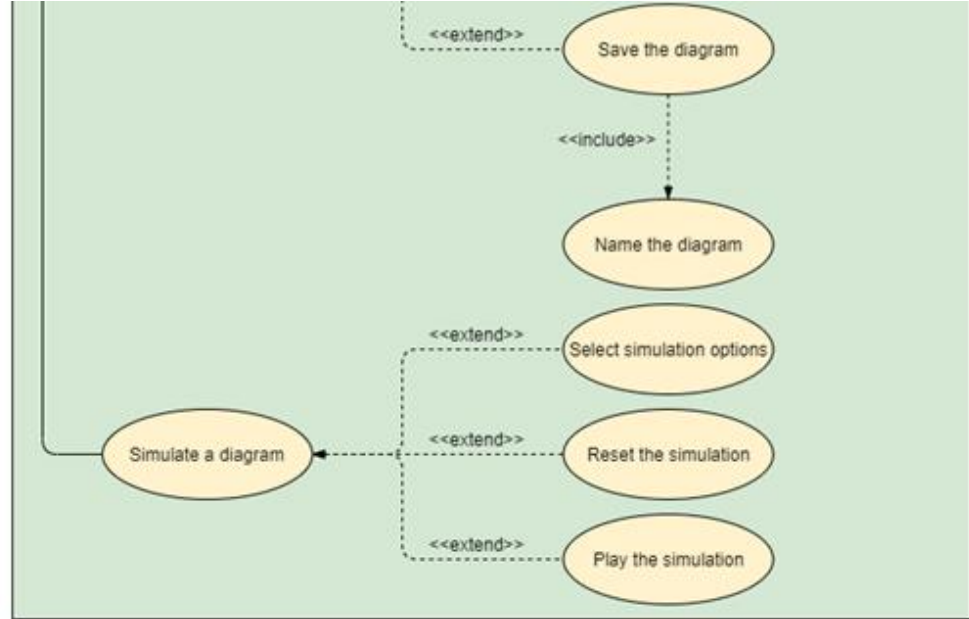 <<extend>>
Save the diagram
<<include>>
Name the diagram
<<extend>>
Select simulation options
<<extend>>
Simulate a diagram
Reset the simulation
<<extend>>
Play the simulation